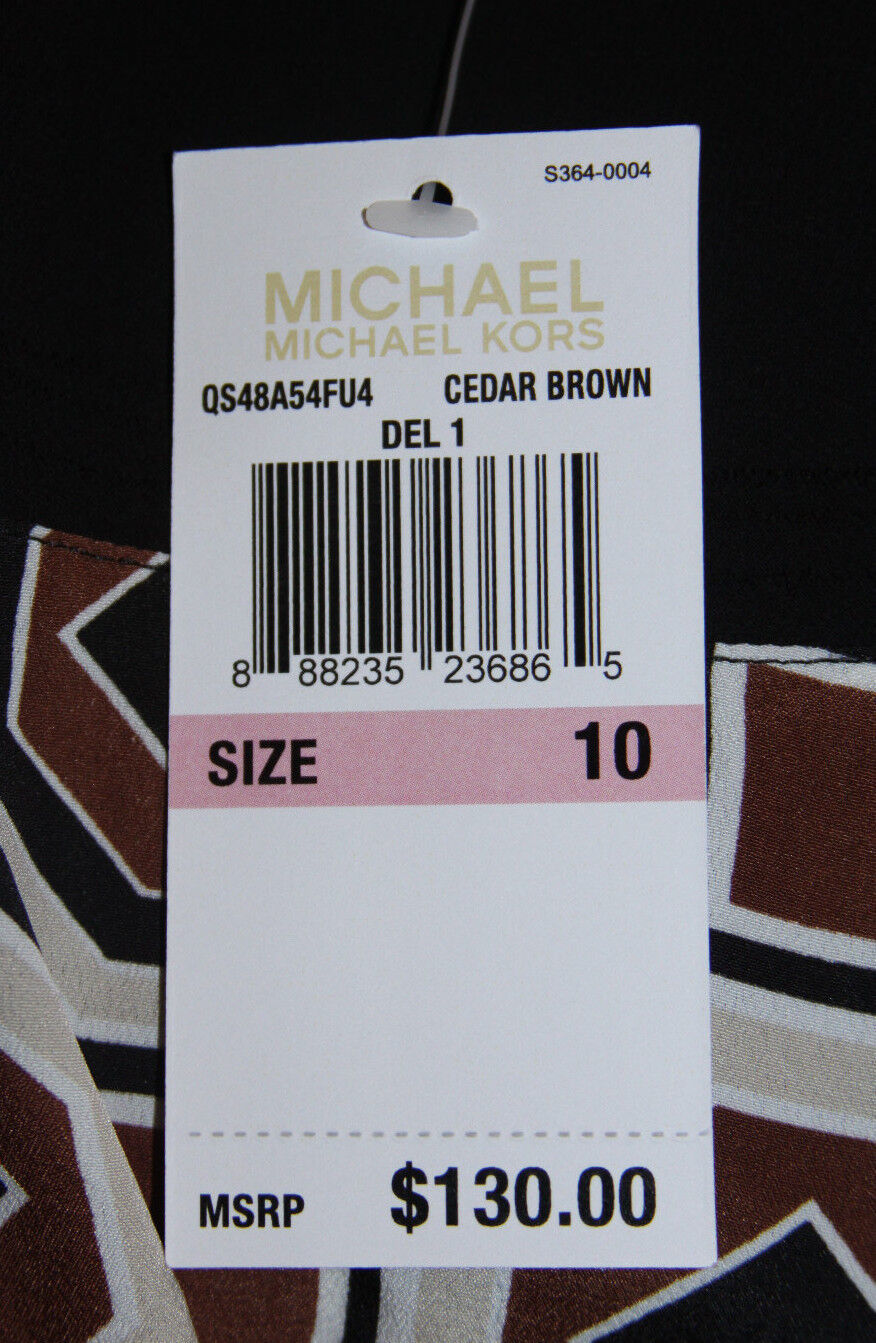 S364-0004
MICHAEL
MICHAEL KORS
QS48A54FU4 CEDAR BROWN
DEL 1
8 88235 23686 5
SIZE 10
MSRP $130.00